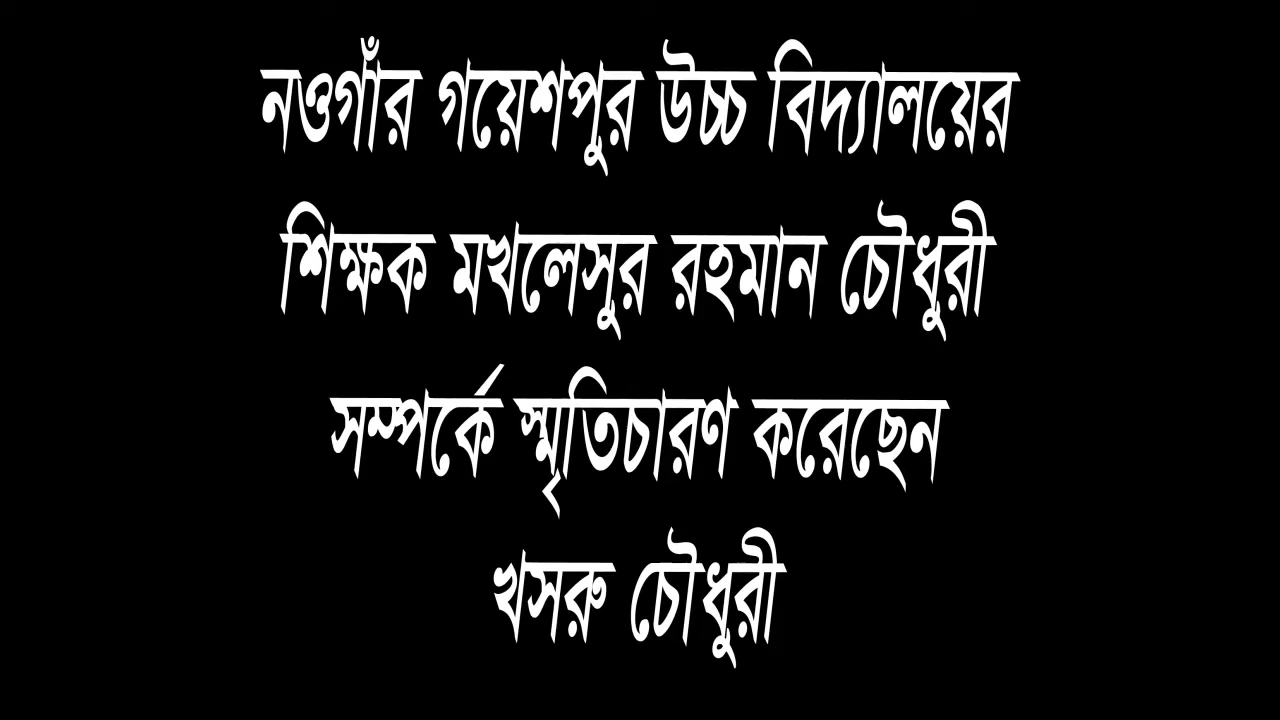 নওগাঁর গয়েশপুর উচ্চ বিদ্যালয়ের
শিক্ষক মখলেসুর রহমান চৌধুরী
সম্পর্কে স্মৃতিচারণ করেছেন
খসরু চৌধুরী